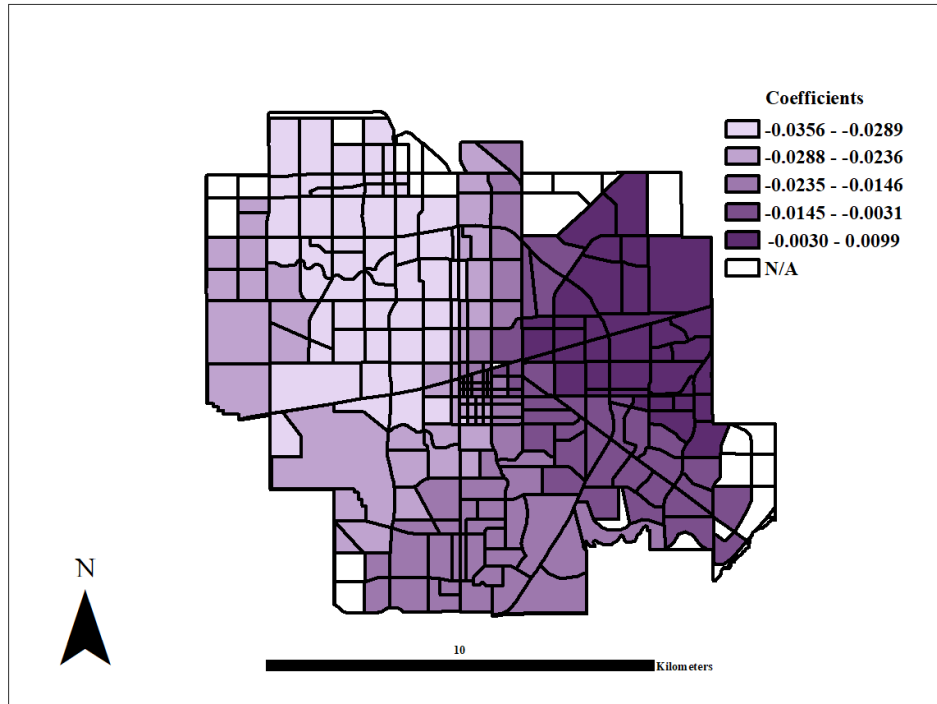 Coefficients
-0.0356 - -0.0289
-0.0288 - -0.0236
-0.0235 - -0.0146
-0.0145 - -0.0031
-0.0030 - 0.0099
N/A
N
10
Kilometers